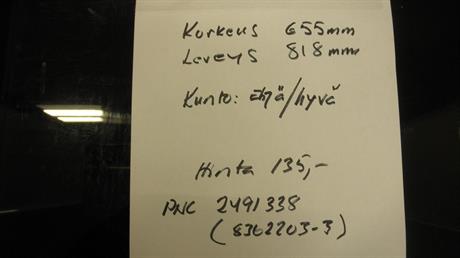 Korkeus 655mm
Leveys 818mm
Kunto: ehjä/hyvä
Hinta 135,-
PNC 2491338
(8362203-3)